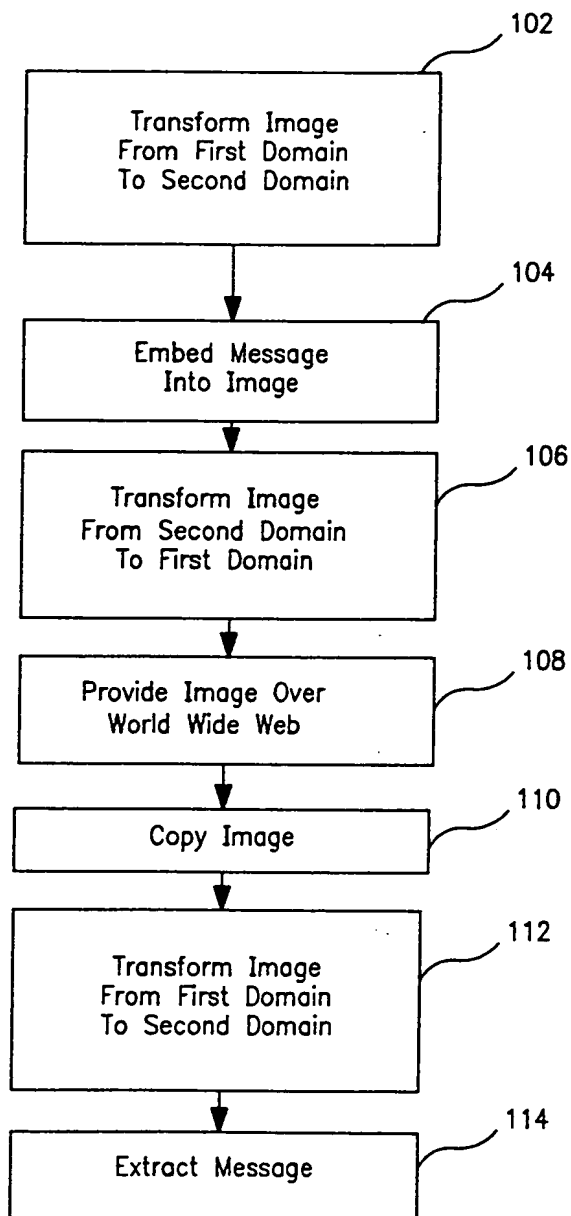 102
Transform Image
From First Domain
To Second Domain
104
Embed Message
Into Image
106
Transform Image
From Second Domain
To First Domain
108
Provide Image Over
World Wide Web
110
Copy Image
112
Transform Image
From First Domain
To Second Domain
114
Extract Message